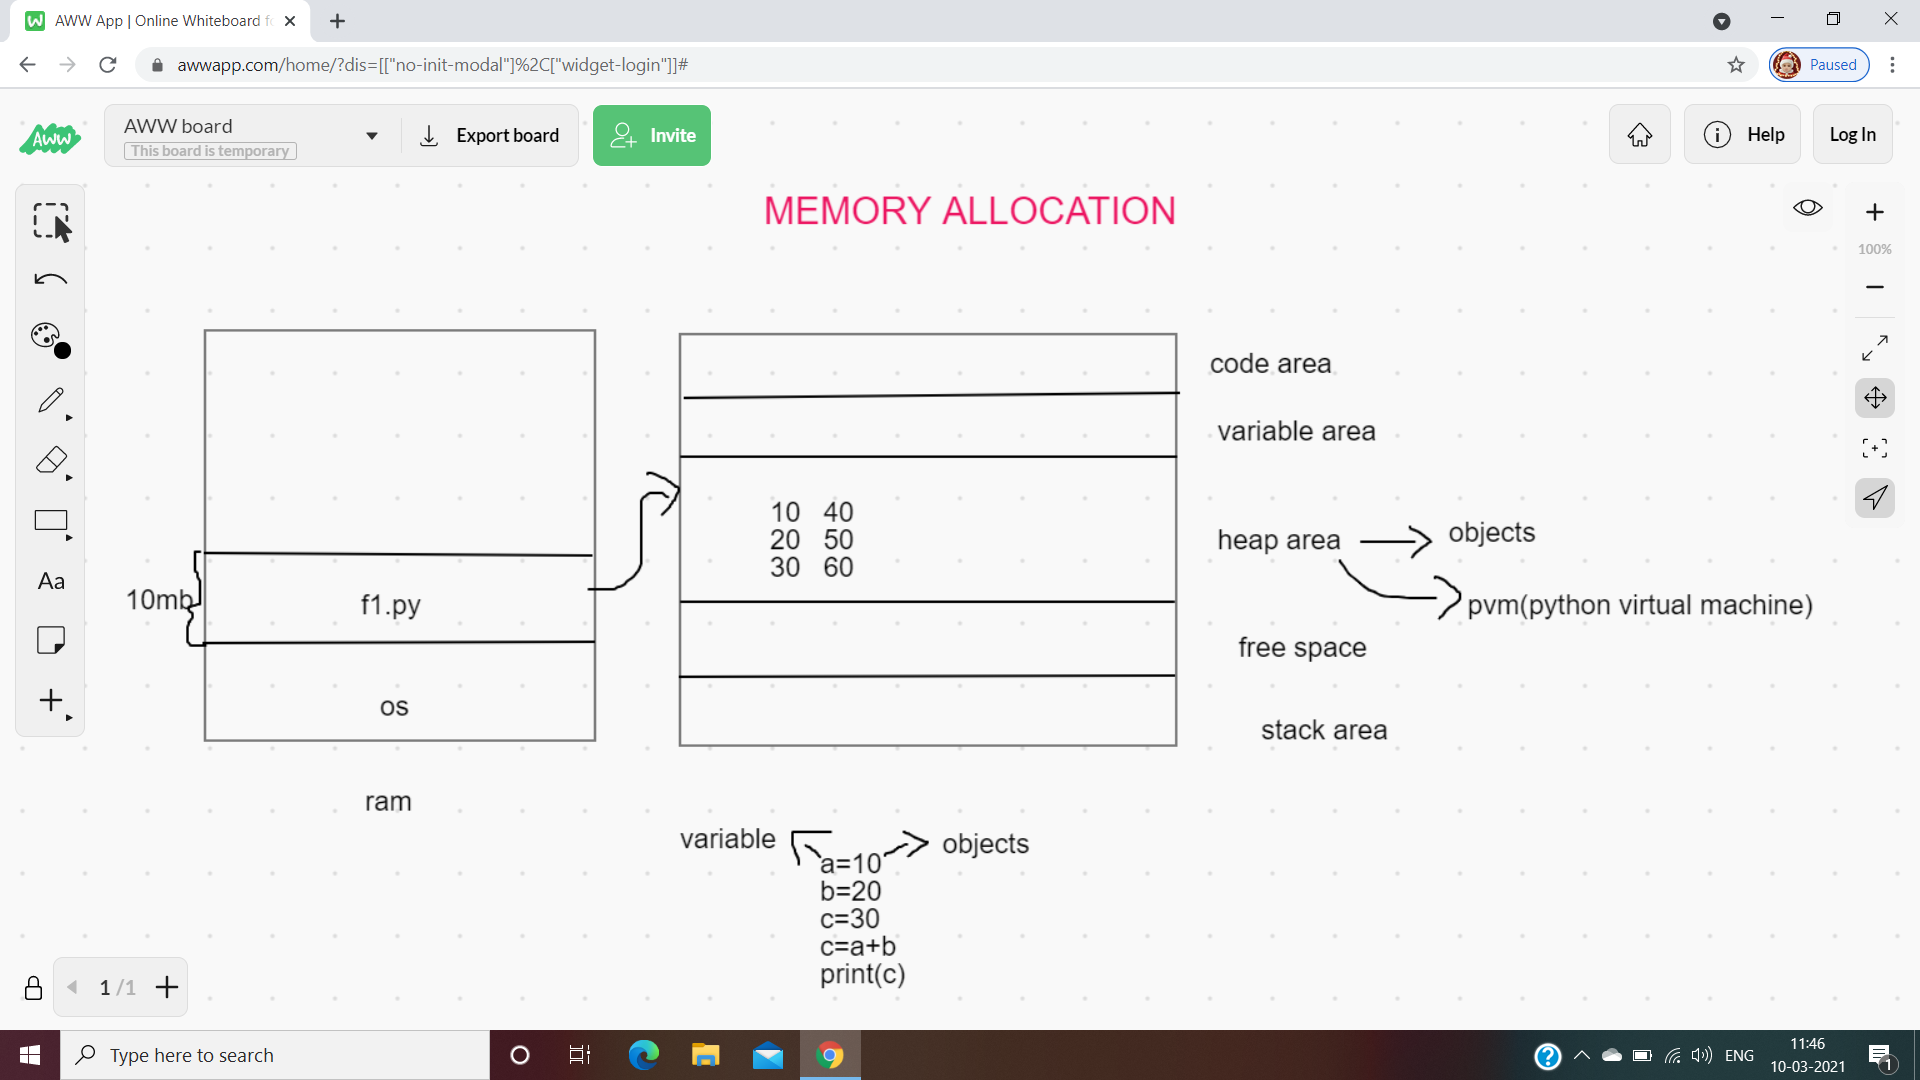 AWW App | Online Whiteboard fo
awwapp.com/home/?dis=[["no-init-modal"]%2C["widget-login"]]#
Paused
AWW
AWW board
This board is temporary
Export board
Invite
Help
Log In
MEMORY ALLOCATION
100%
Aa
10mb
f1.py
os
ram
code area
variable area
10 40
20 50
30 60
heap area
objects
pvm(python virtual machine)
free space
stack area
variable
objects
a=10
b=20
c=30
c=a+b
print(c)
1 /1
Type here to search
ENG
11:46
10-03-2021
1